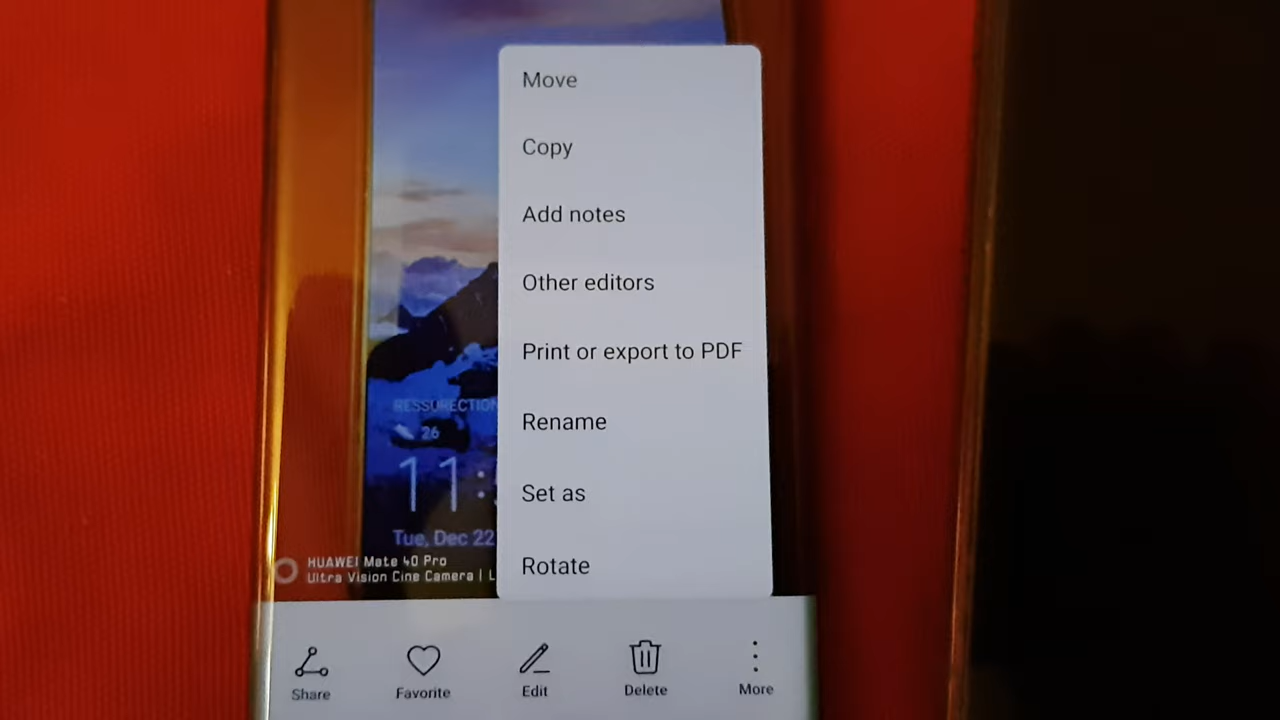 Move
Copy
Add notes
Other editors
Print or export to PDF
Rename
Set as
Rotate
RESSURECTION
26
11:
Tue, Dec 22
HUAWEI Mate 40 Pro
Ultra Vision Cine Camera | L
Share
Favorite
Edit
Delete
More